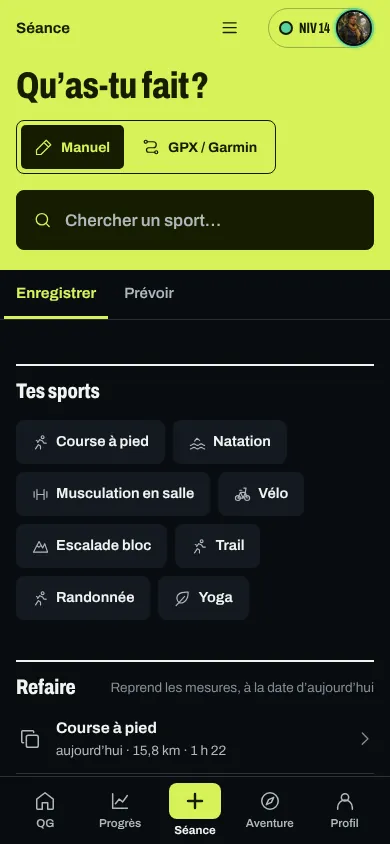 Séance
NIV 14
Qu’as-tu fait ?
Manuel
GPX / Garmin
Chercher un sport…
Enregistrer
Prévoir
Tes sports
Course à pied
Natation
Musculation en salle
Vélo
Escalade bloc
Trail
Randonnée
Yoga
Refaire
Reprend les mesures, à la date d’aujourd’hui
Course à pied
aujourd’hui · 15,8 km · 1 h 22
QG
Progrès
Séance
Aventure
Profil